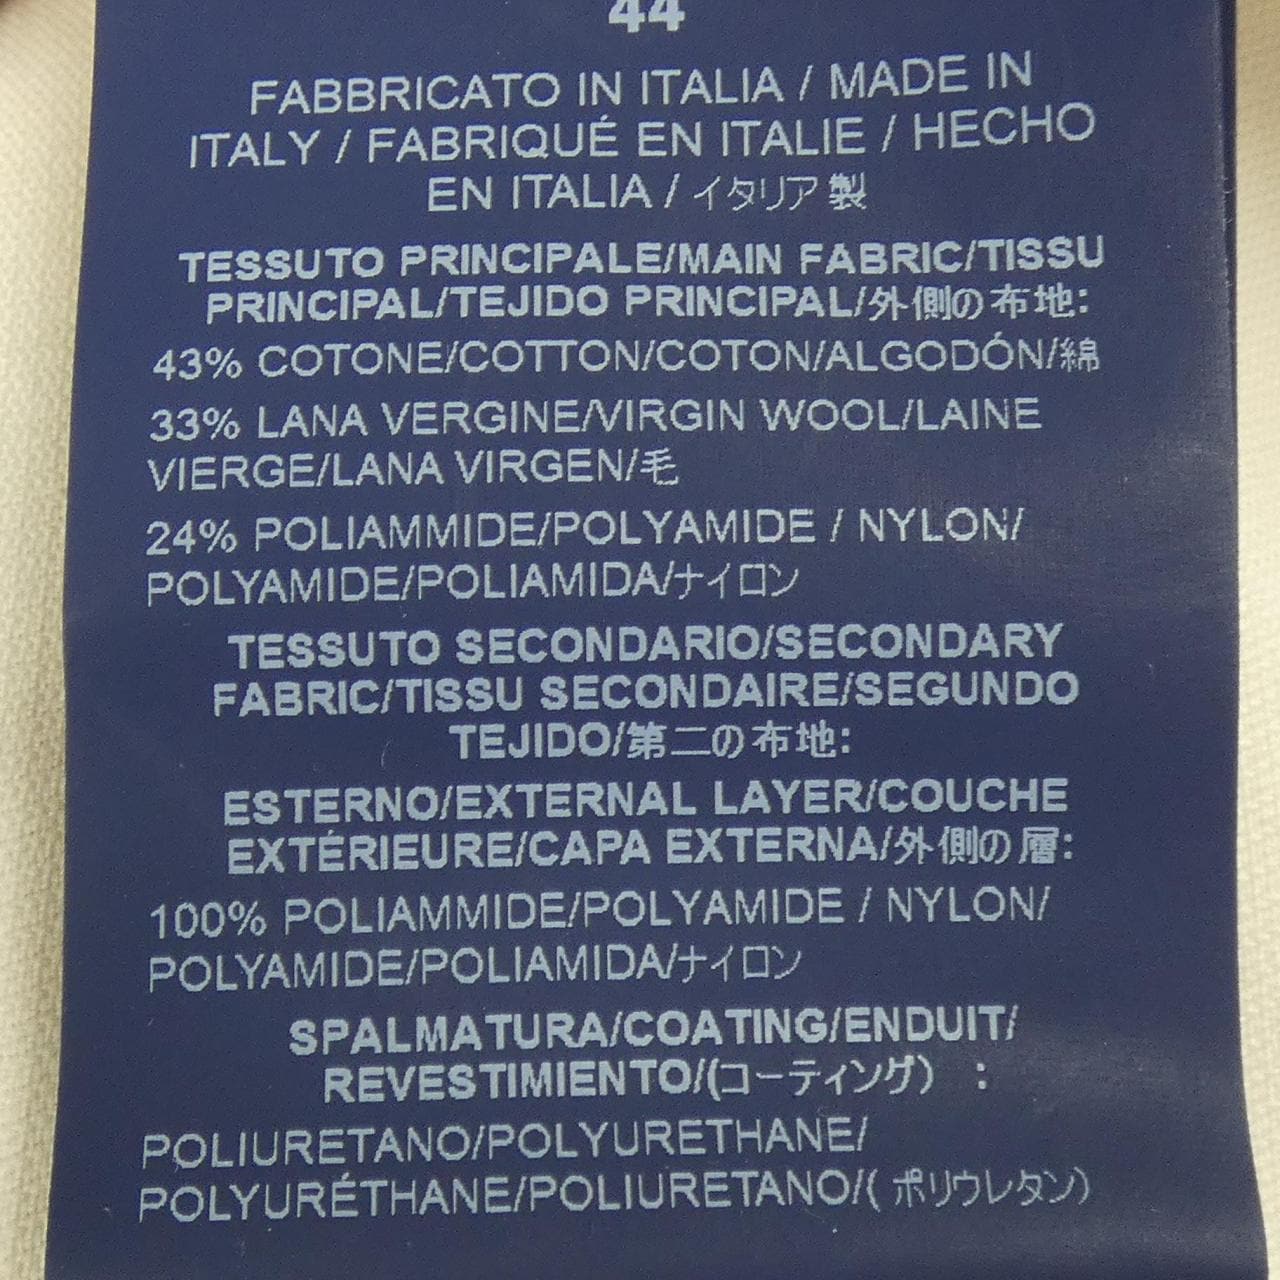 44
FABBRICATO IN ITALIA / MADE IN
ITALY / FABRIQUÉ EN ITALIE / HECHO
EN ITALIA / イタリア製
TESSUTO PRINCIPALE/MAIN FABRIC/TISSU
PRINCIPAL/TEJIDO PRINCIPAL/外側の布地:
43% COTONE/COTTON/COTON/ALGODÓN/綿
33% LANA VERGINE/VIRGIN WOOL/LAINE
VIERGE/LANA VIRGEN/毛
24% POLIAMMIDE/POLYAMIDE / NYLON/
POLYAMIDE/POLIAMIDA/ナイロン
TESSUTO SECONDARIO/SECONDARY
FABRIC/TISSU SECONDAIRE/SEGUNDO
TEJIDO/第二の布地:
ESTERNO/EXTERNAL LAYER/COUCHE
EXTÉRIEURE/CAPA EXTERNA/外側の層:
100% POLIAMMIDE/POLYAMIDE / NYLON/
POLYAMIDE/POLIAMIDA/ナイロン
SPALMATURA/COATING/ENDUIT/
REVESTIMIENTO/(コーティング) :
POLIURETANO/POLYURETHANE/
POLYURÉTHANE/POLIURETANO/(ポリウレタン)